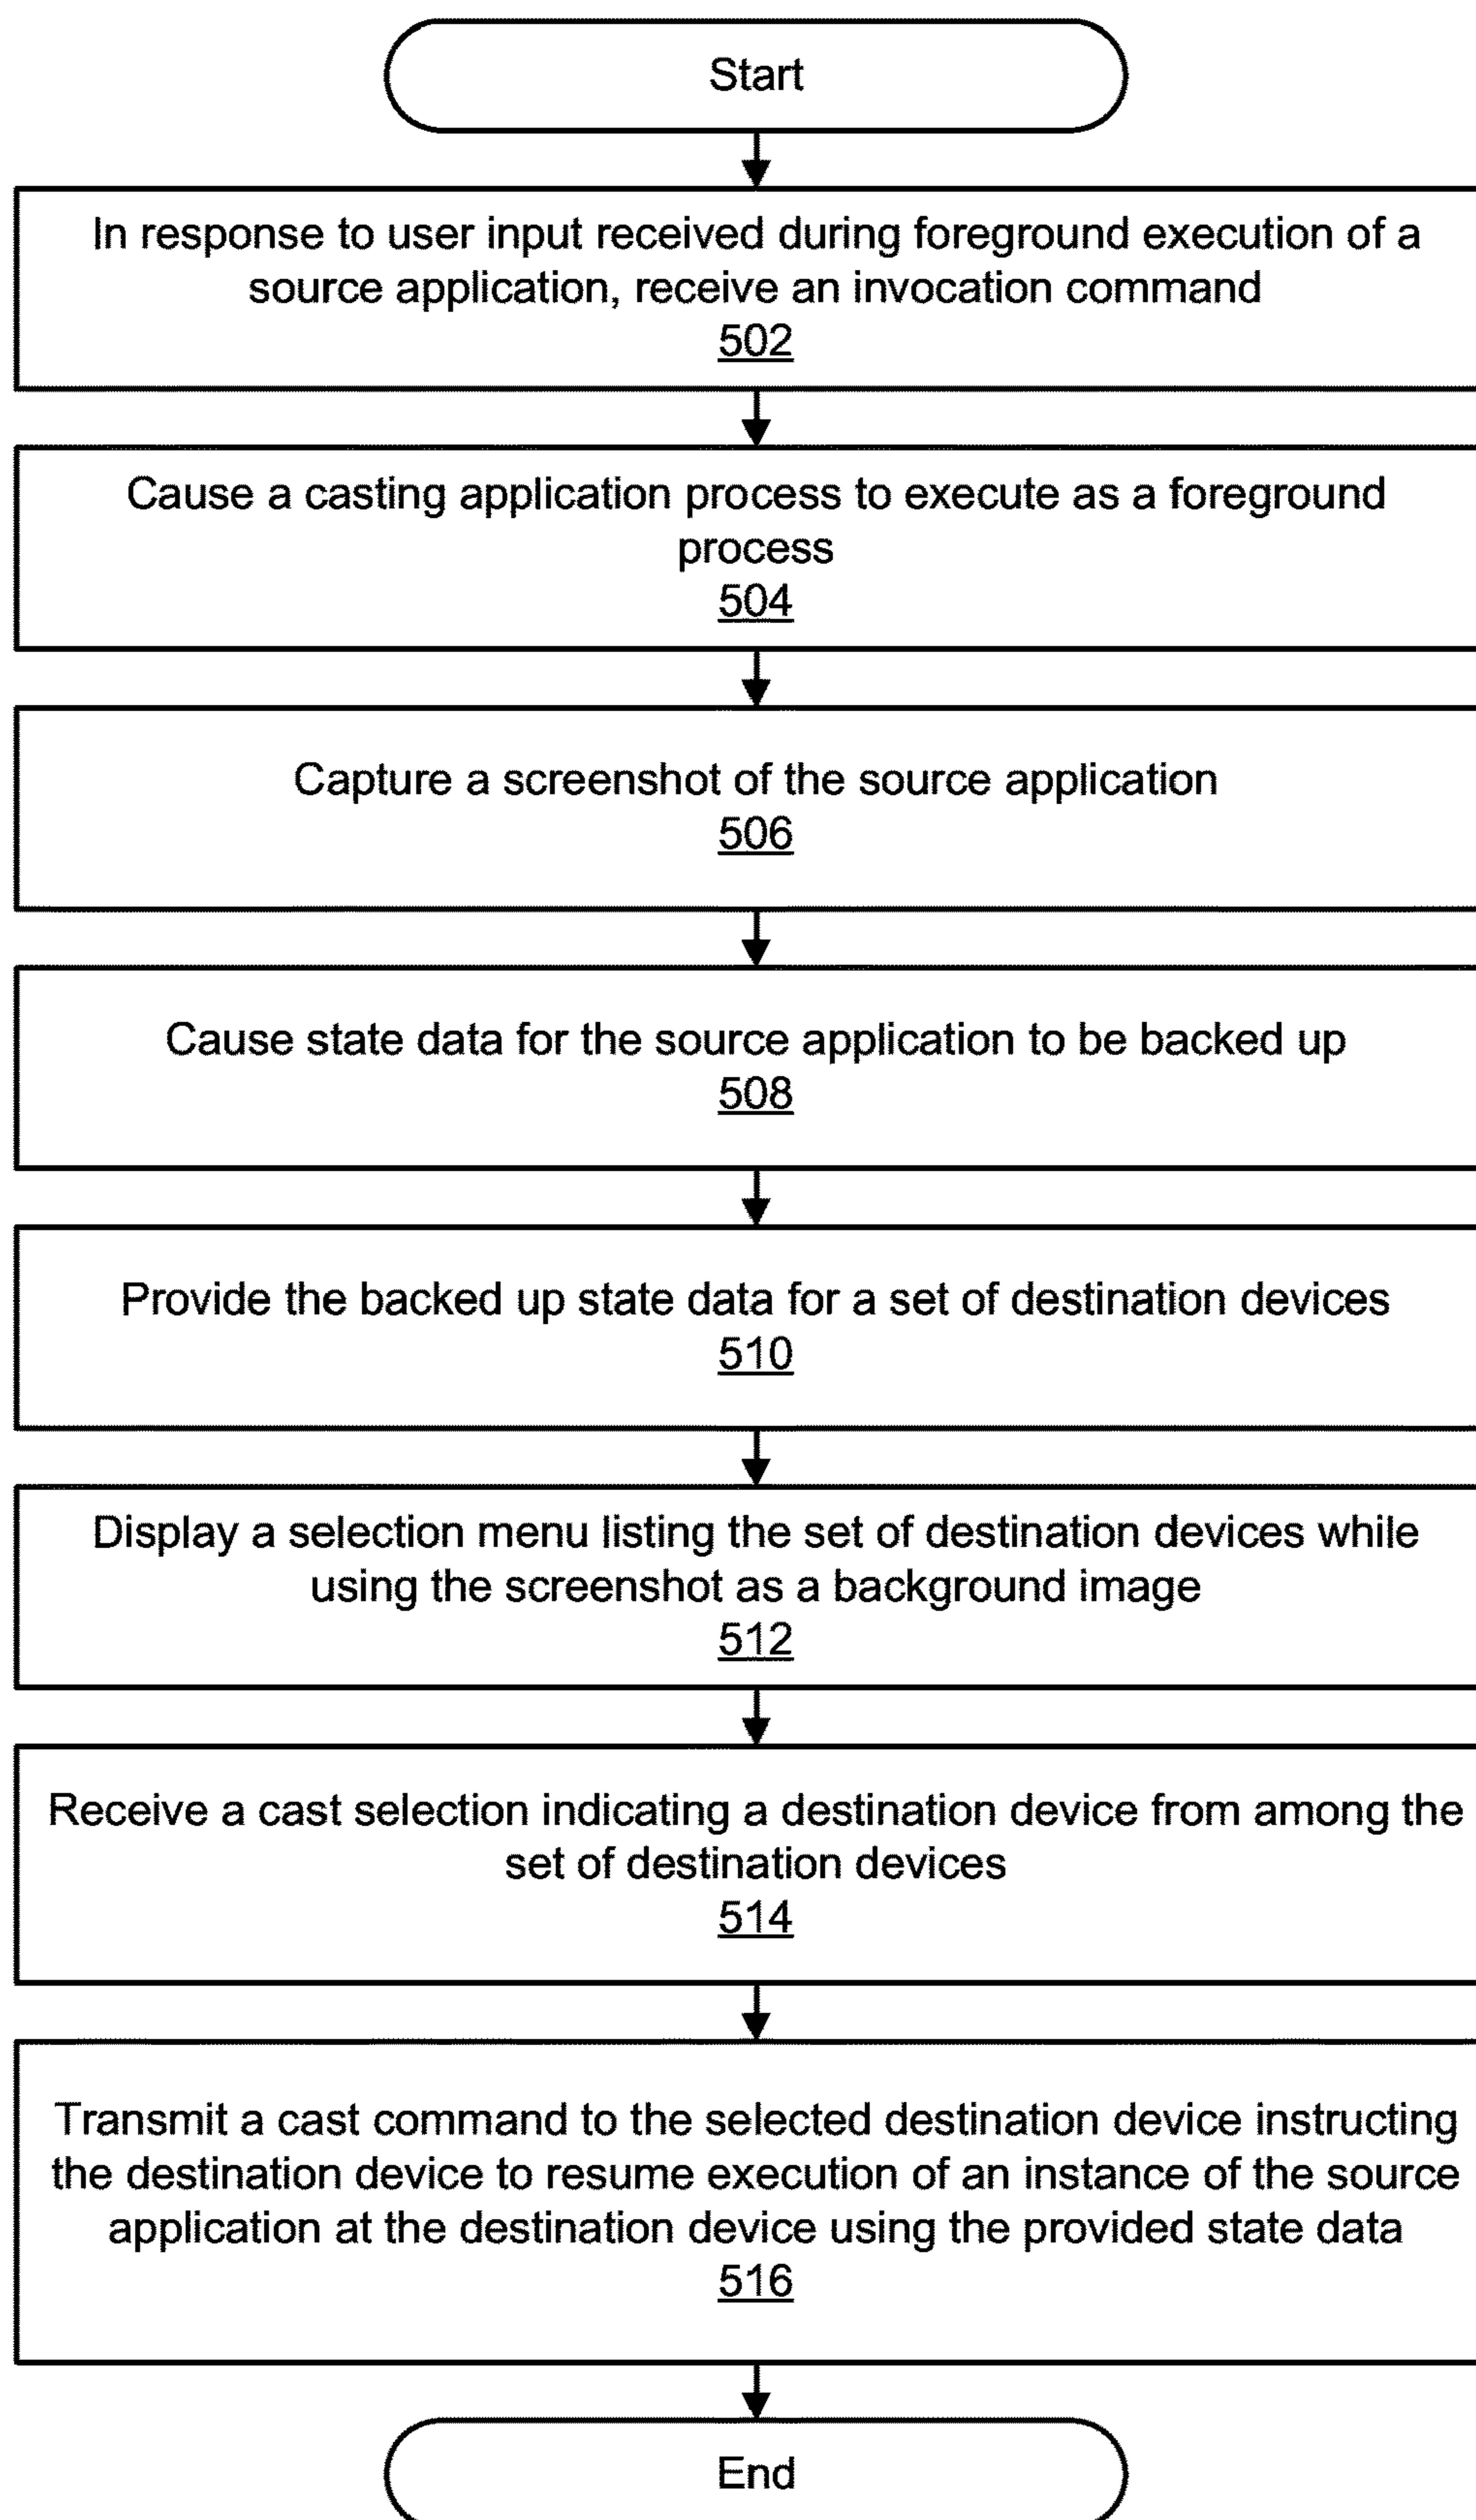 Start
In response to user input received during foreground execution of a
source application, receive an invocation command
502
Cause a casting application process to execute as a foreground
process
504
Capture a screenshot of the source application
506
Cause state data for the source application to be backed up
508
Provide the backed up state data for a set of destination devices
510
Display a selection menu listing the set of destination devices while
using the screenshot as a background image
512
Receive a cast selection indicating a destination device from among the
set of destination devices
514
Transmit a cast command to the selected destination device instructing
the destination device to resume execution of an instance of the source
application at the destination device using the provided state data
516
End